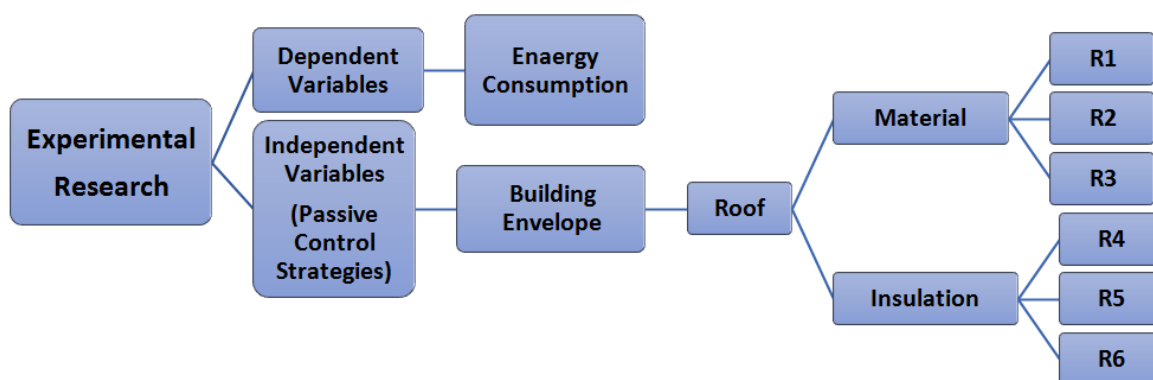 Experimental
Research
Dependent
Variables
Enaergy
Consumption
Independent
Variables
(Passive
Control
Strategies)
Building
Envelope
Roof
Material
R1
R2
R3
Insulation
R4
R5
R6